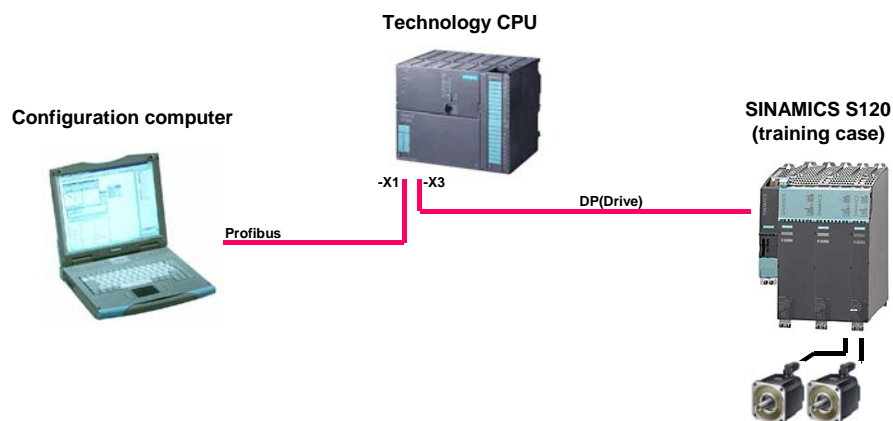 Technology CPU
Configuration computer
SINAMICS S120
(training case)
-X1
-X3
DP(Drive)
Profibus